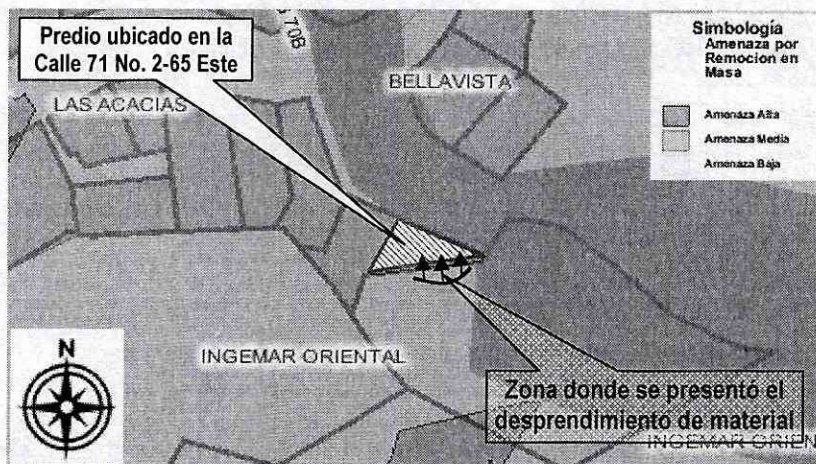 Predio ubicado en la
Calle 71 No. 2-65 Este
70B
LAS ACACIAS
BELLAVISTA
Simbología
Amenaza por
Remocion en
Masa
Amenaza Alta
Amenaza Media
Amenaza Baja
INGEMAR ORIENTAL
N
Zona donde se presentó el
desprendimiento de material
INGEMAR ORIEN